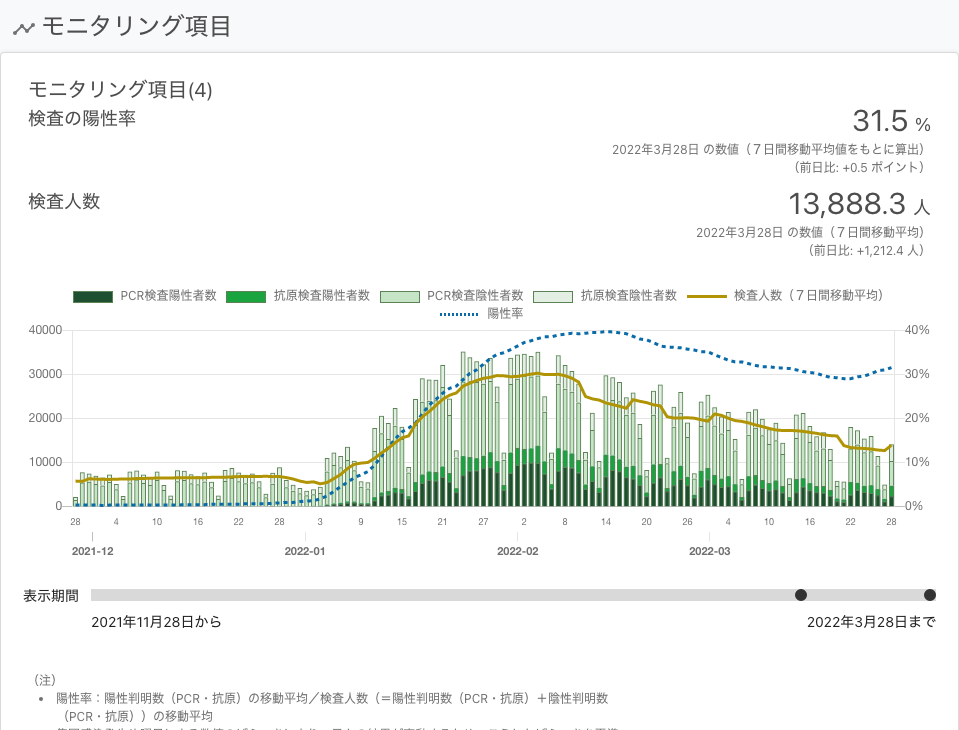 モニタリング項目
モニタリング項目(4)
検査の陽性率
31.5 %
2022年3月28日 の数値（７日間移動平均値をもとに算出）
（前日比: +0.5 ポイント）
検査人数
13,888.3 人
2022年3月28日 の数値（７日間移動平均）
（前日比: +1,212.4 人）
PCR検査陽性者数 抗原検査陽性者数 PCR検査陰性者数 抗原検査陰性者数 検査人数（７日間移動平均）
陽性率
40000 40%
30000 30%
20000 20%
10000 10%
0 0%
28 4 10 16 22 28 3 9 15 21 27 2 8 14 20 26 4 10 16 22 28
2021-12 2022-01 2022-02 2022-03
表示期間
2021年11月28日から 2022年3月28日まで
（注）
• 陽性率：陽性判明数（PCR・抗原）の移動平均／検査人数（＝陽性判明数（PCR・抗原）＋陰性判明数
（PCR・抗原））の移動平均